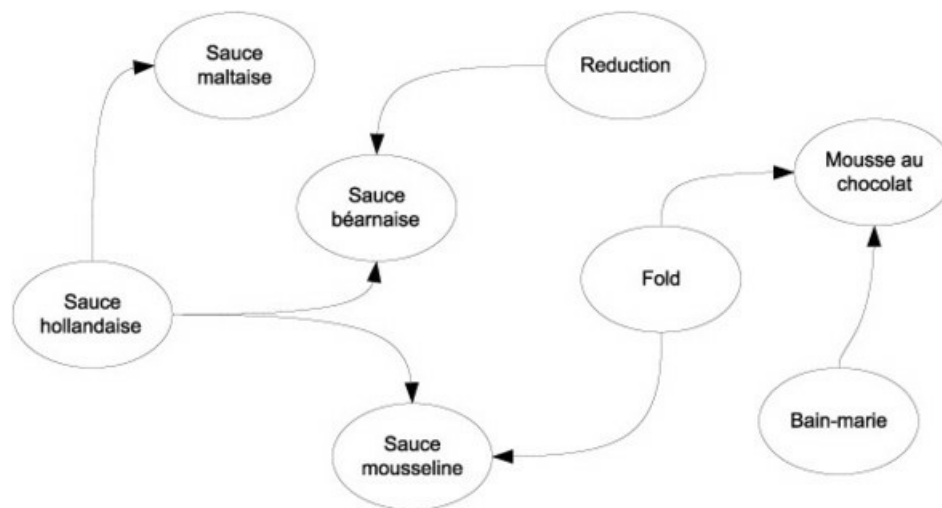 Sauce
maltaise
Reduction
Mousse au
chocolat
Sauce
béarnaise
Fold
Sauce
hollandaise
Bain-marie
Sauce
mousseline